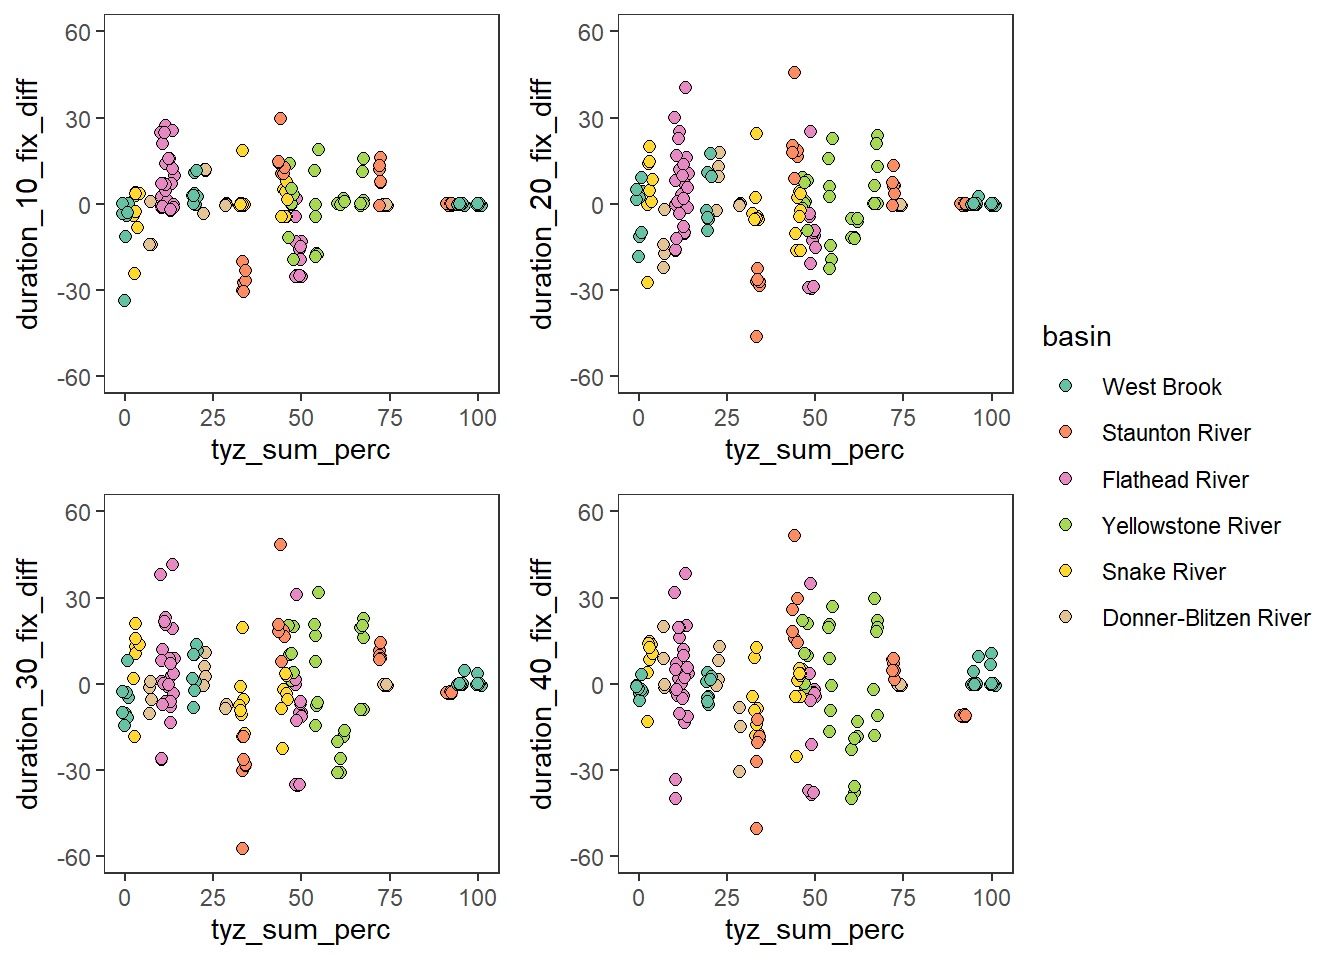 60
30
0
-30
-60
duration_10_fix_diff
0 25 50 75 100
tyz_sum_perc
60
30
0
-30
-60
duration_20_fix_diff
0 25 50 75 100
tyz_sum_perc
60
30
0
-30
-60
duration_30_fix_diff
0 25 50 75 100
tyz_sum_perc
60
30
0
-30
-60
duration_40_fix_diff
0 25 50 75 100
tyz_sum_perc
basin
West Brook
Staunton River
Flathead River
Yellowstone River
Snake River
Donner-Blitzen River